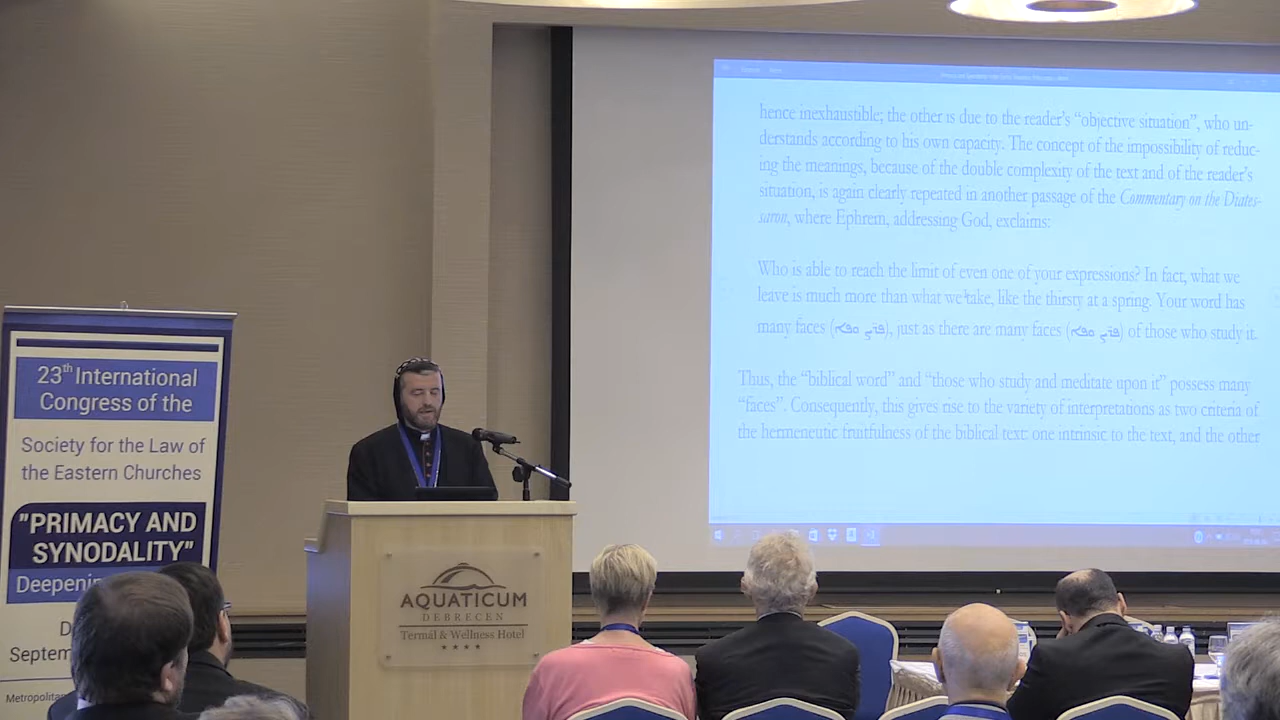 hence inexhaustible; the other is due to the reader's "objective situation", who un-
derstands according to his own capacity. The concept of the impossibility of reduc-
ing the meanings, because of the double complexity of the text and of the reader's
situation, is again clearly repeated in another passage of the Commentary on the Diates-
saron, where Ephrem, addressing God, exclaims:
Who is able to reach the limit of even one of your expressions? In fact, what we
leave is much more than what we take, like the thirsty at a spring. Your word has
many faces (), just as there are many faces () of those who study it.
Thus, the "biblical word" and "those who study and meditate upon it" possess many
"faces". Consequently, this gives rise to the variety of interpretations as two criteria of
the hermeneutic fruitfulness of the biblical text: one intrinsic to the text, and the other
23th International
Congress of the
Society for the Law of
the Eastern Churches
"PRIMACY AND
SYNODALITY"
Deepenin
D
Septem
Metropolita
AQUATICUM
DEBRECEN
Termál & Wellness Hotel